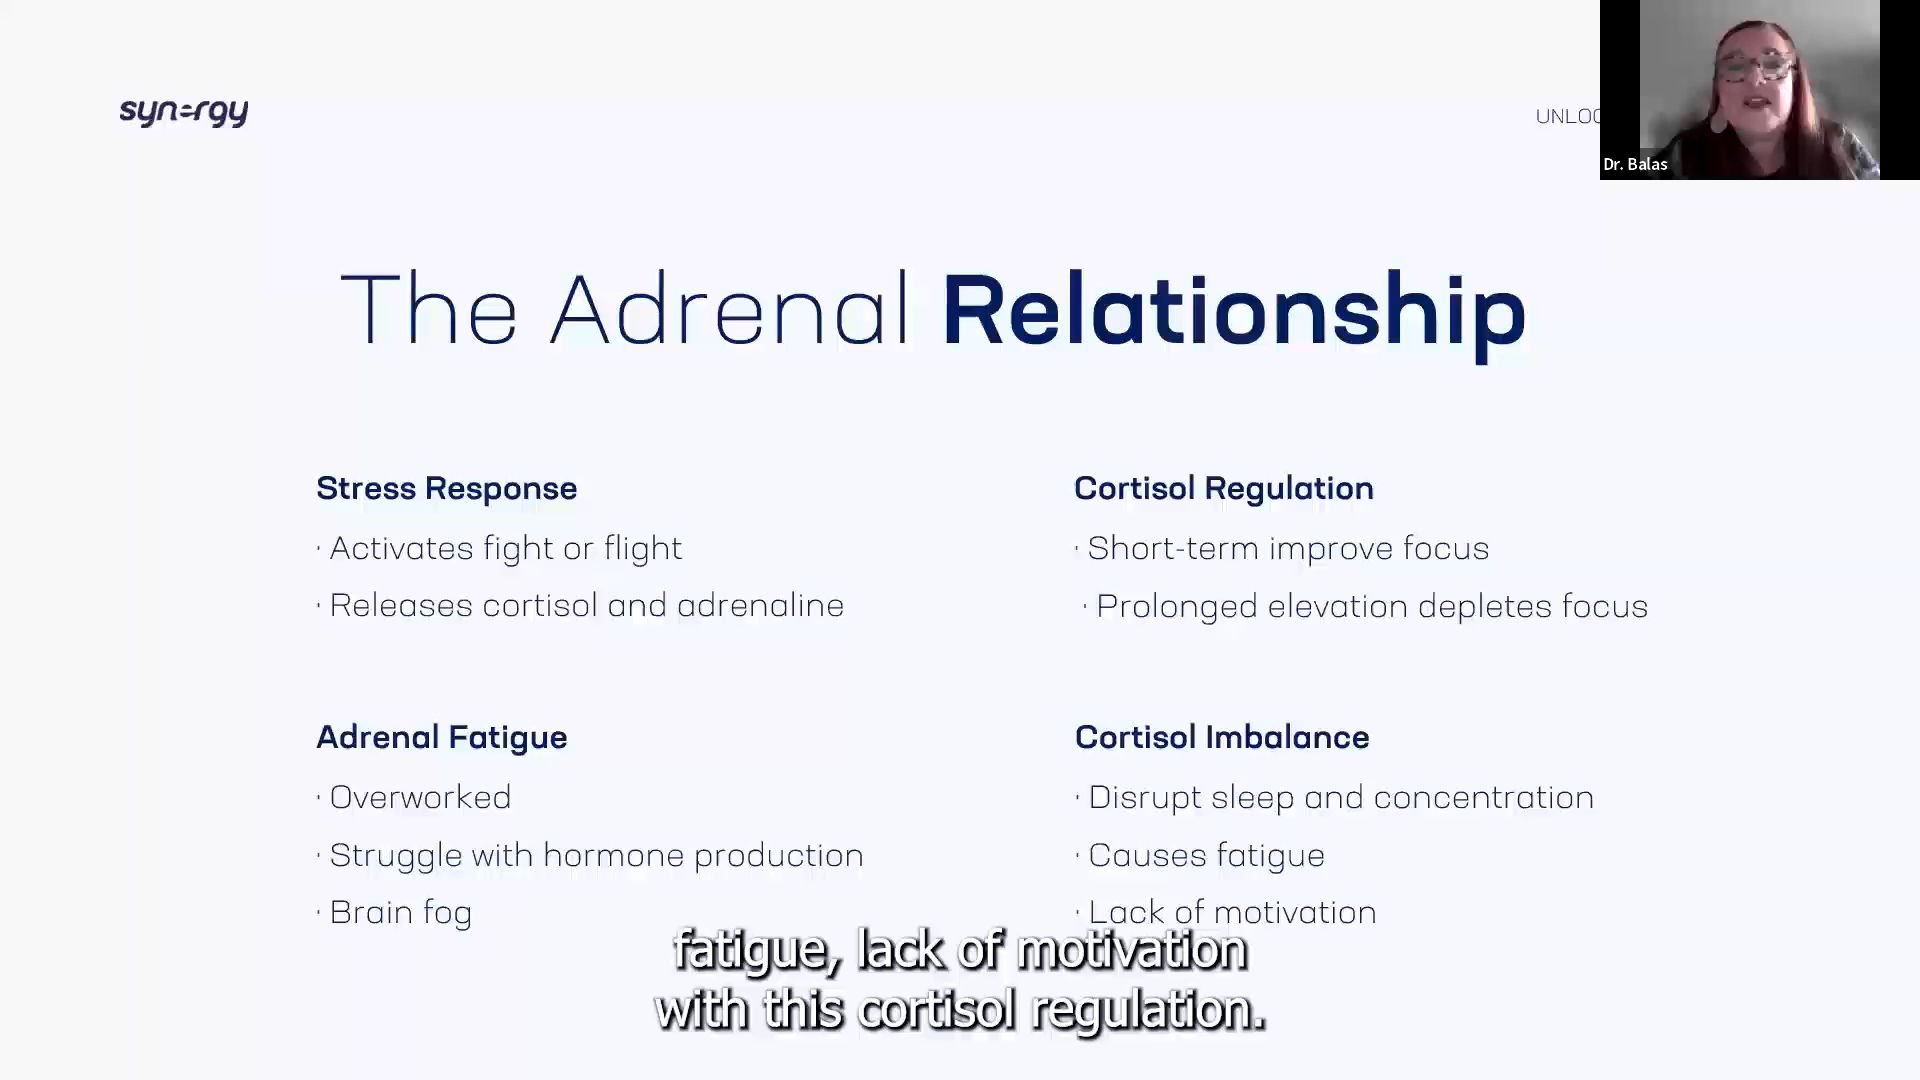 synergy
UNLOC
Dr. Balas
The Adrenal Relationship
Stress Response
· Activates fight or flight
· Releases cortisol and adrenaline
Cortisol Regulation
· Short-term improve focus
· Prolonged elevation depletes focus
Adrenal Fatigue
· Overworked
· Struggle with hormone production
· Brain fog
Cortisol Imbalance
· Disrupt sleep and concentration
· Causes fatigue
· Lack of motivation
fatigue, lack of motivation
with this cortisol regulation.